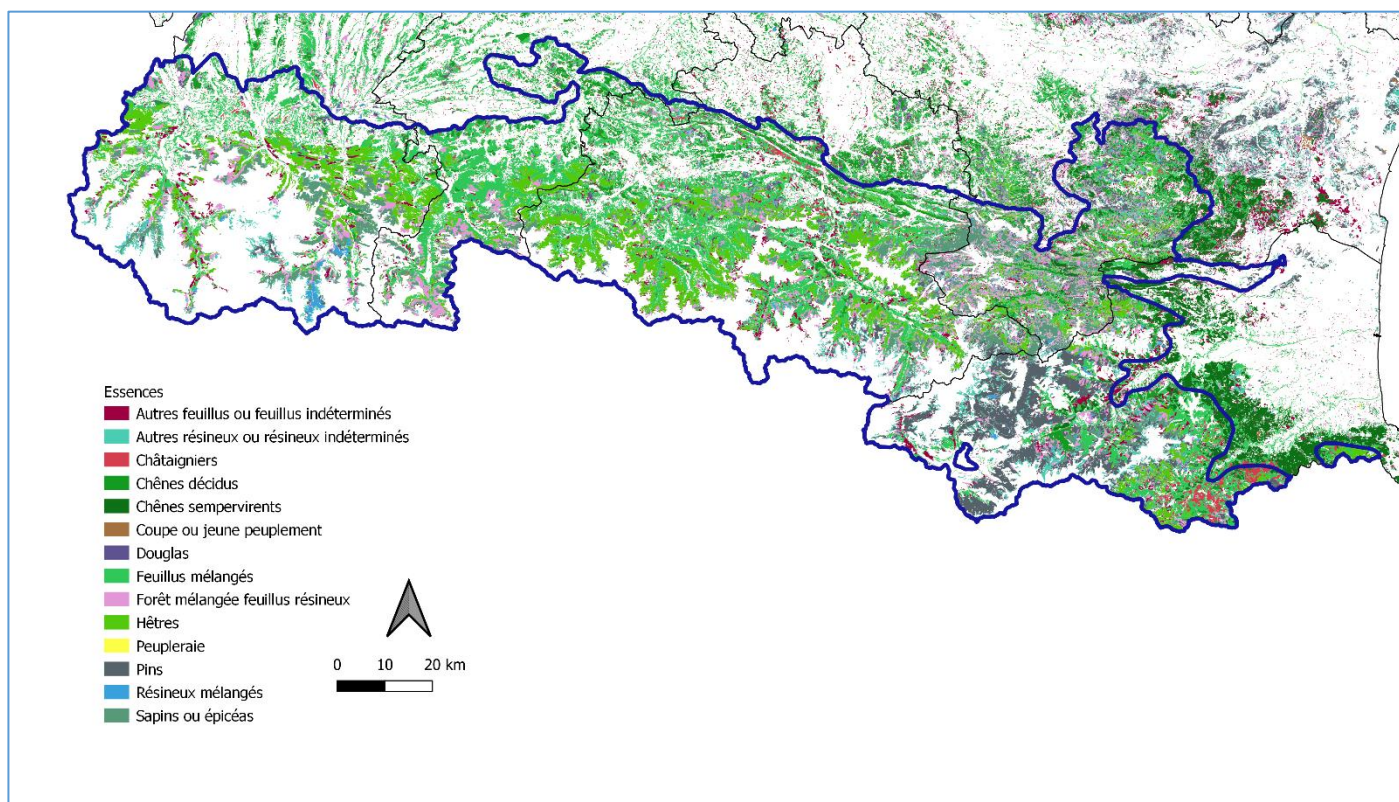 Essences
Autres feuillus ou feuillus indéterminés
Autres résineux ou résineux indéterminés
Châtaigniers
Chênes décidus
Chênes sempervirents
Coupe ou jeune peuplement
Douglas
Feuillus mélangés
Forêt mélangée feuillus résineux
Hêtres
Peupleraie
Pins
Résineux mélangés
Sapins ou épicéas
0 10 20 km